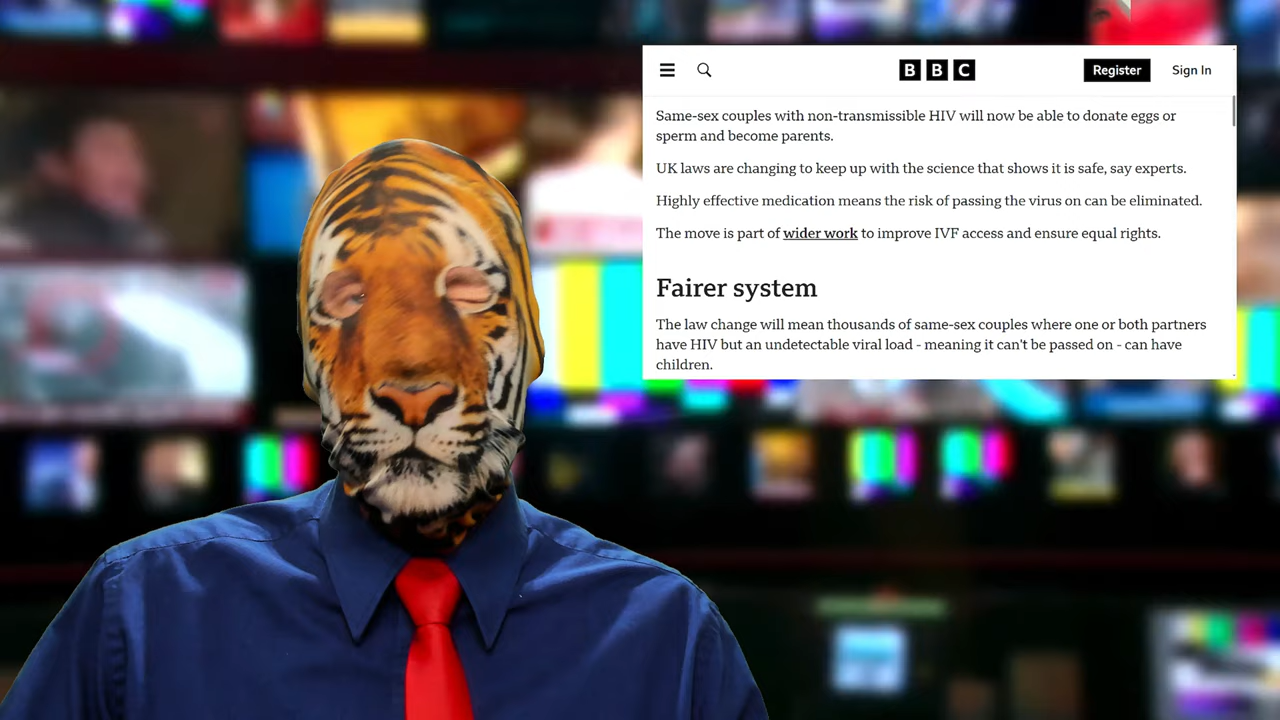 BBC
Register
Sign In
Same-sex couples with non-transmissible HIV will now be able to donate eggs or
sperm and become parents.
UK laws are changing to keep up with the science that shows it is safe, say experts.
Highly effective medication means the risk of passing the virus on can be eliminated.
The move is part of wider work to improve IVF access and ensure equal rights.
Fairer system
The law change will mean thousands of same-sex couples where one or both partners
have HIV but an undetectable viral load - meaning it can't be passed on - can have
children.